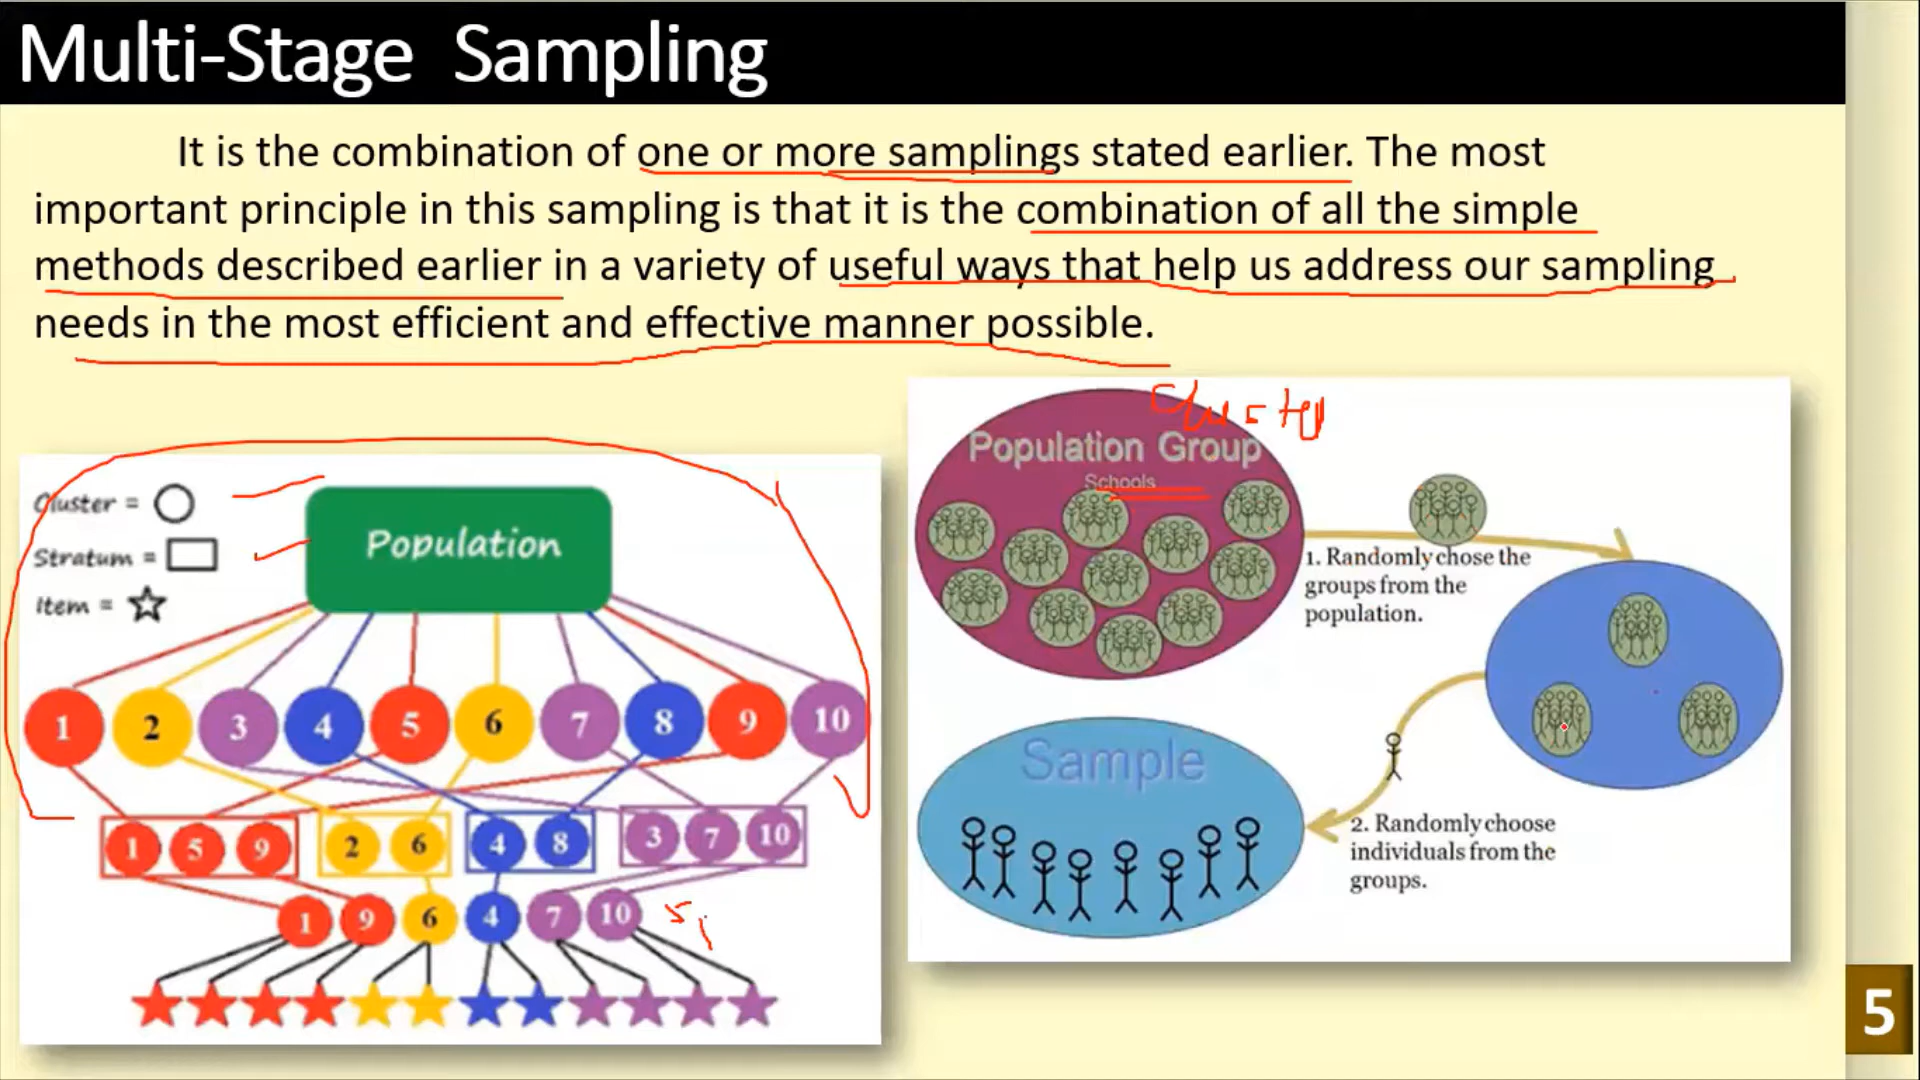 Multi-Stage Sampling
It is the combination of one or more samplings stated earlier. The most
important principle in this sampling is that it is the combination of all the simple
methods described earlier in a variety of useful ways that help us address our sampling
needs in the most efficient and effective manner possible.
Cluster =
Stratum =
Item =
Population
1 2 3 4 5 6 7 8 9 10
1 5 9 2 6 4 8 3 7 10
1 9 6 4 7 10
Cluster
Population Group
Schools
1. Randomly chose the
groups from the
population.
Sample
2. Randomly choose
individuals from the
groups.
5